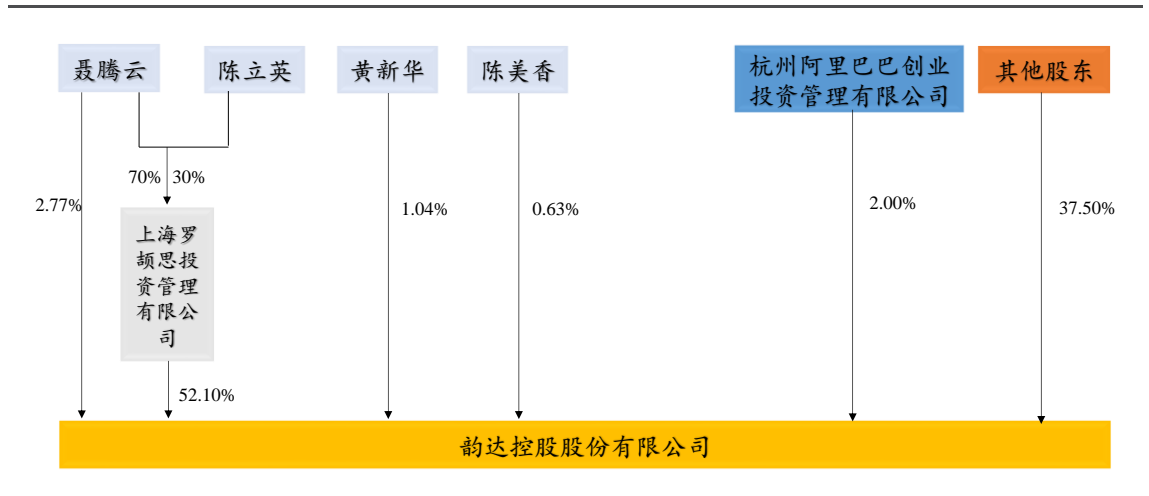 聂腾云
陈立英
黄新华
陈美香
杭州阿里巴巴创业
投资管理有限公司
其他股东
70%
30%
2.77%
1.04%
0.63%
2.00%
37.50%
上海罗
颉思投
资管理
有限公
司
52.10%
韵达控股股份有限公司